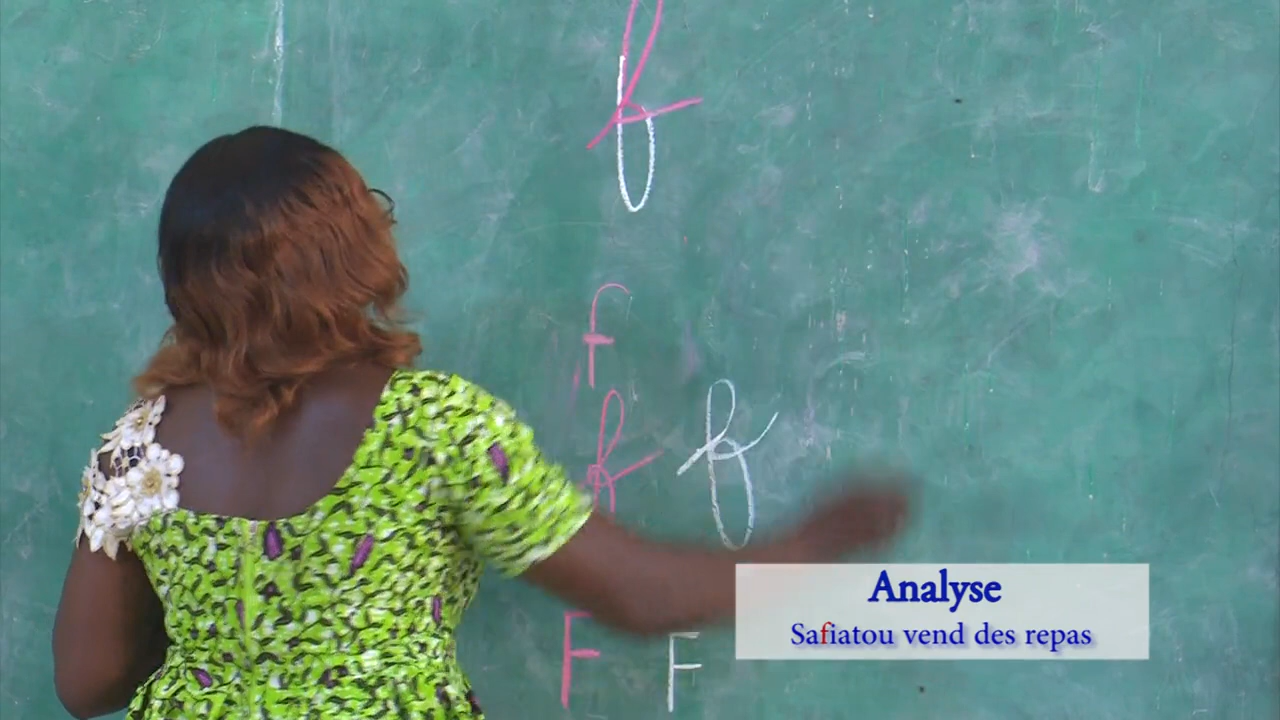 f
f
f f
F F
Analyse
Safiatou vend des repas